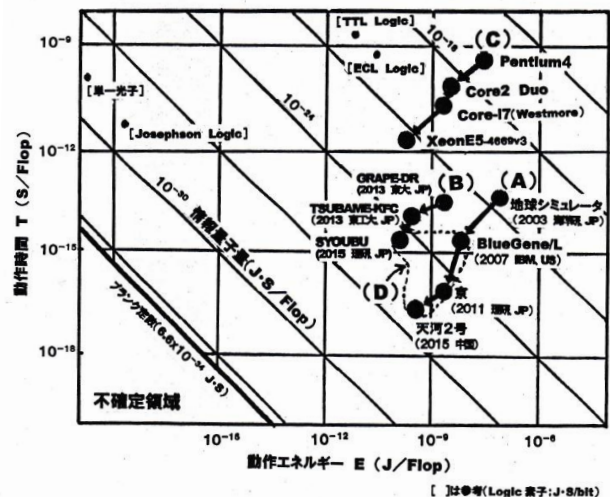 10⁻⁹
10⁻¹²
10⁻¹⁵
10⁻¹⁸
動作時間 T (S/Flop)
[TTL Logic]
[ECL Logic]
[単一光子]
[Josephson Logic]
10⁻¹⁸
10⁻²⁴
10⁻³⁰
情報量子量(J・S/Flop)
プランク定数(6.6x10⁻³⁴ J・S)
不確定領域
(C)
Pentium4
Core2 Duo
Core-i7(Westmore)
XeonE5-4669v3
GRAPE-DR
(2013 東大 JP)
(B)
TSUBAME-KFC
(2013 東工大 JP)
SYOUBU
(2015 理研 JP)
(A)
地球シミュレータ
BlueGene/L
(2007 IBM, US)
(D)
京
(2011 理研 JP)
天河2号
(2015 中国)
10⁻¹⁵
10⁻¹²
10⁻⁹
10⁻⁶
動作エネルギー E (J/Flop)
[ ]は参考(Logic 素子:J・S/bit)